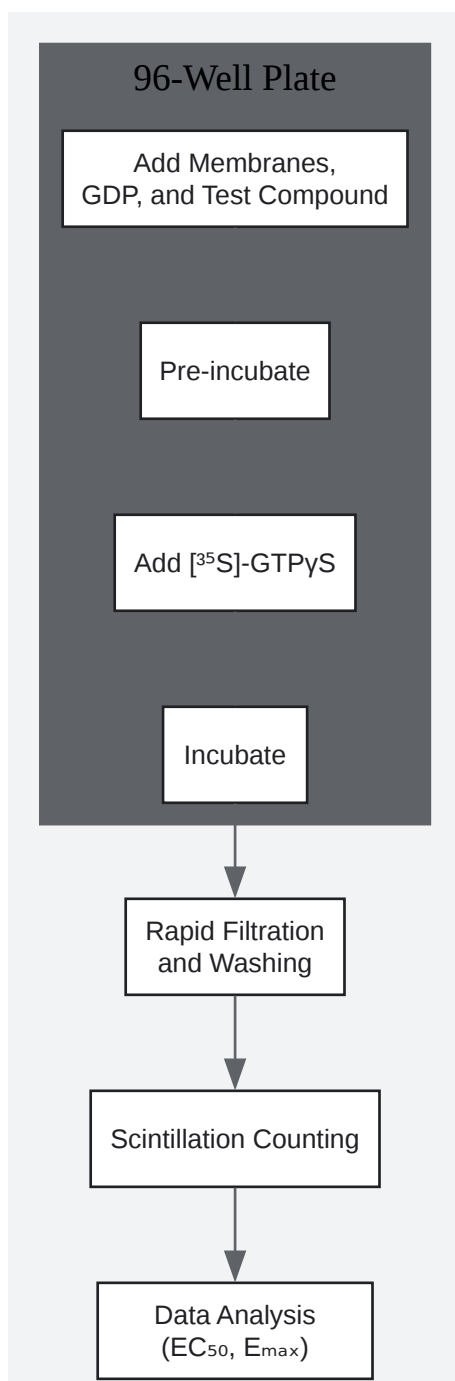 96-Well Plate
Add Membranes,
GDP, and Test Compound
Pre-incubate
Add [³⁵S]-GTPγS
Incubate
Rapid Filtration
and Washing
Scintillation Counting
Data Analysis
(EC₅₀, Eₘₐₓ)